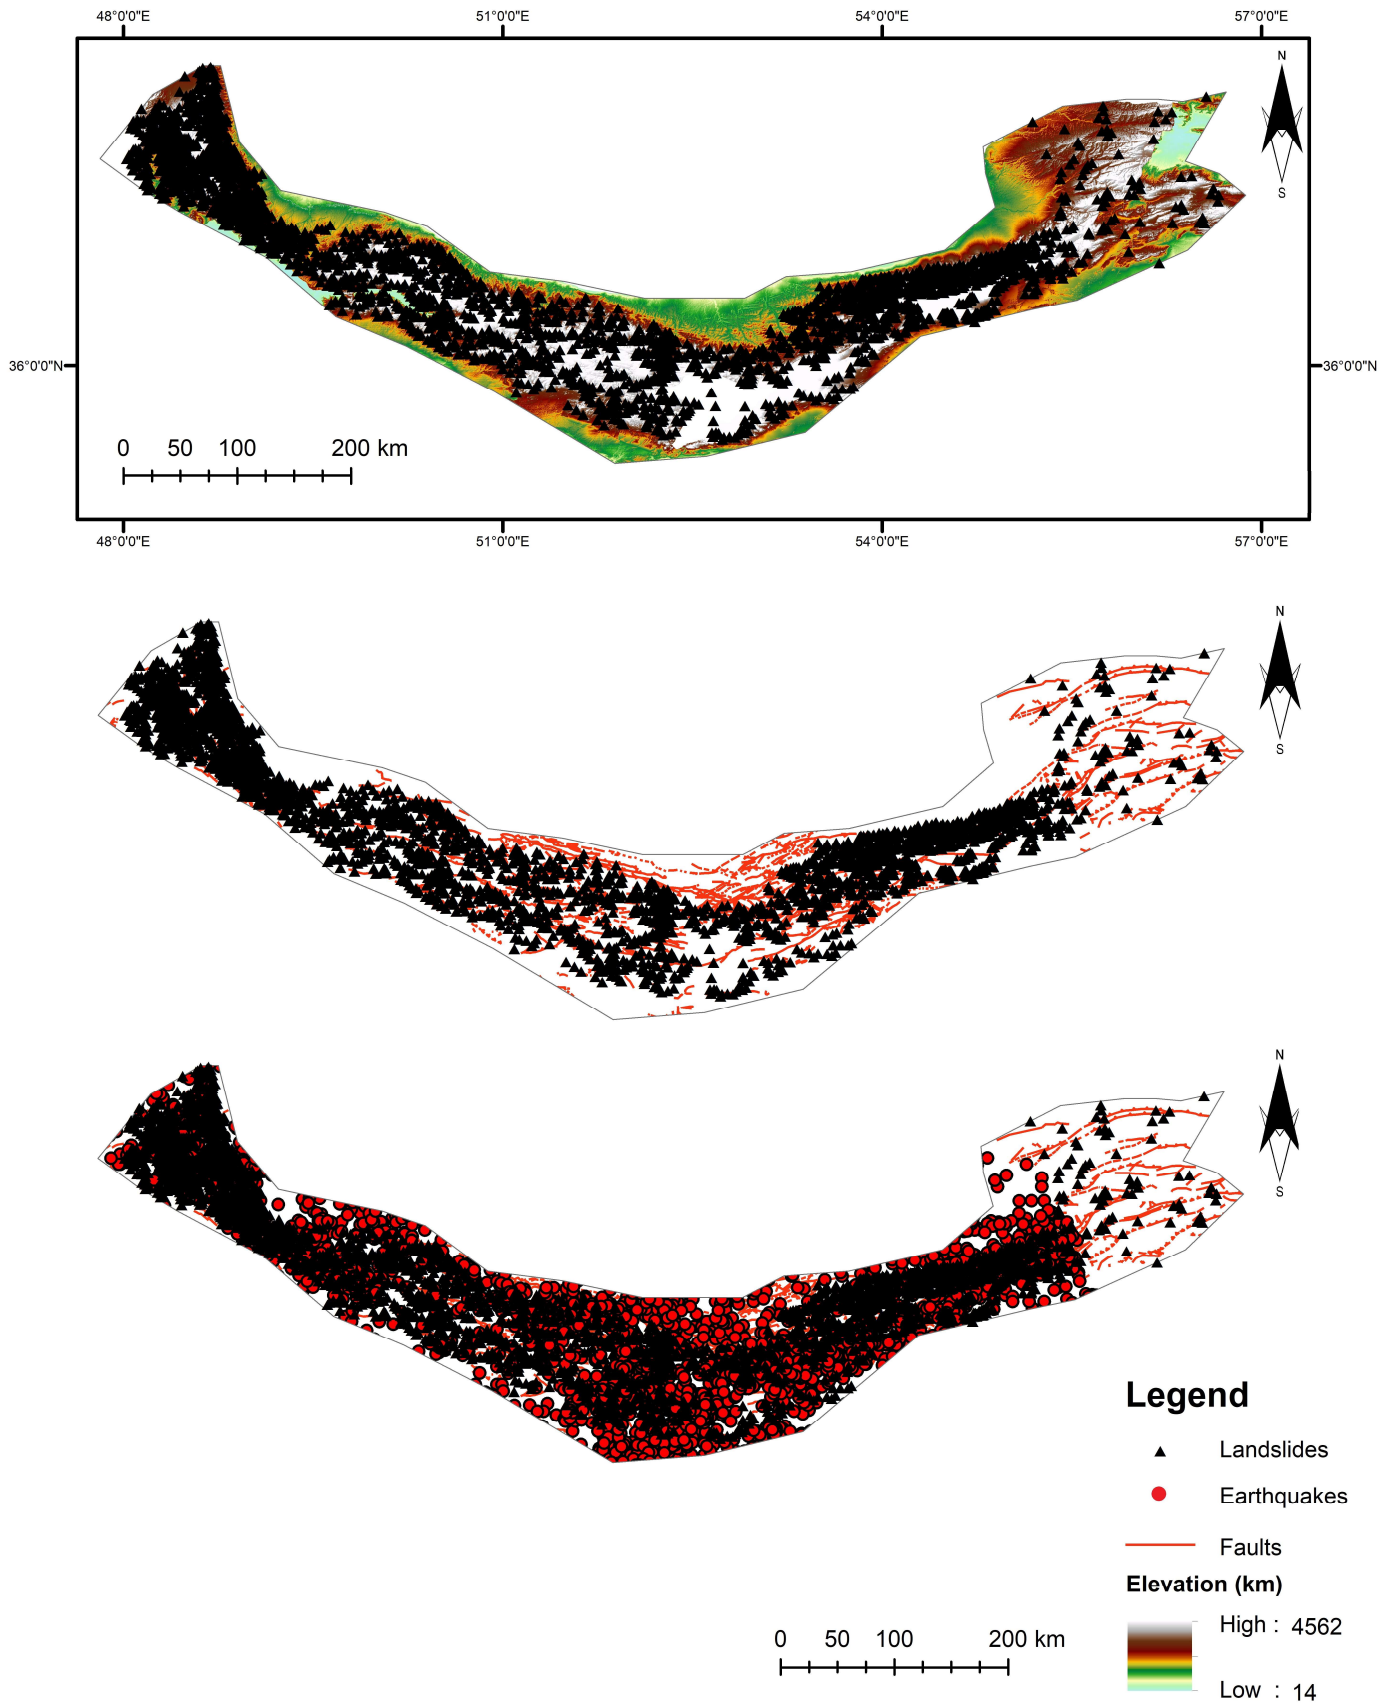 48°0'0"E 51°0'0"E 54°0'0"E 57°0'0"E
N
S
36°0'0"N 36°0'0"N
0 50 100 200 km
48°0'0"E 51°0'0"E 54°0'0"E 57°0'0"E
N
S
N
S
Legend
Landslides
Earthquakes
Faults
Elevation (km)
High : 4562
0 50 100 200 km
Low : 14